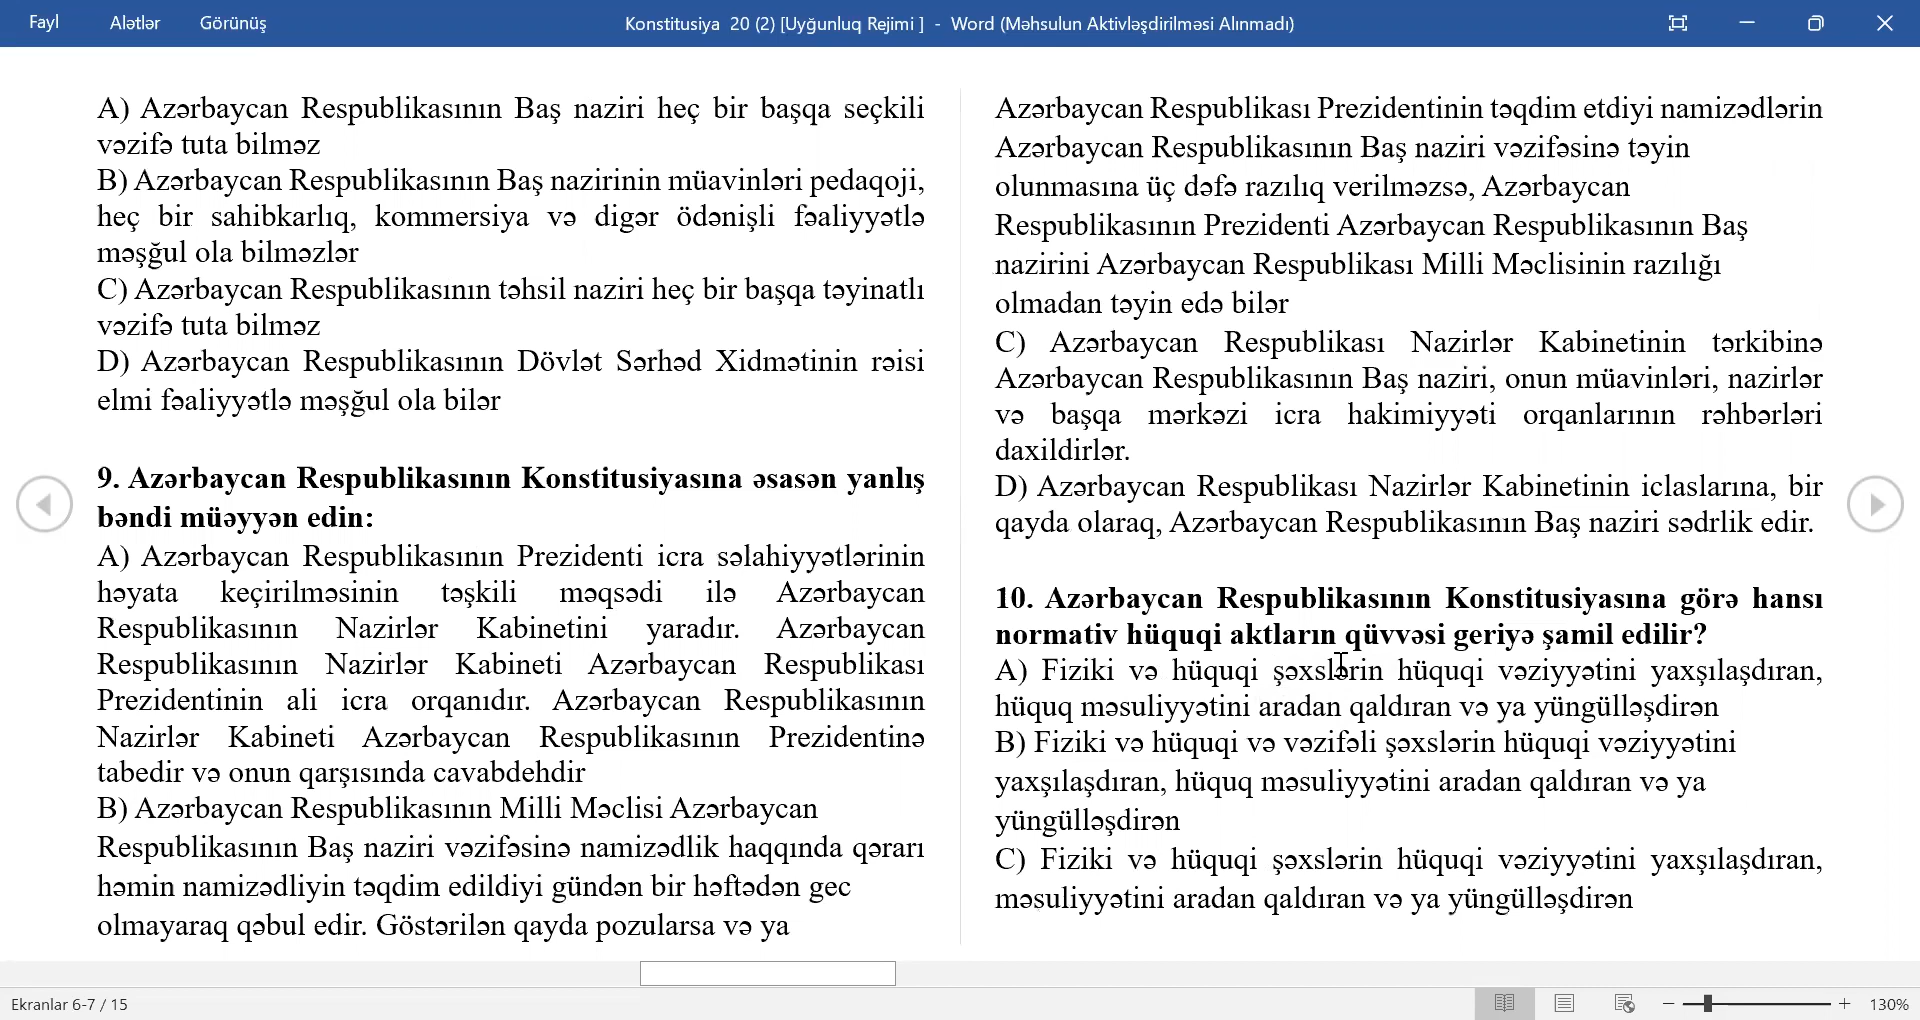 Fayl Alətlər Görünüş Konstitusiya 20 (2) [Uyğunluq Rejimi ] - Word (Məhsulun Aktivləşdirilməsi Alınmadı)
A) Azərbaycan Respublikasının Baş naziri heç bir başqa seçkili
vəzifə tuta bilməz
B) Azərbaycan Respublikasının Baş nazirinin müavinləri pedaqoji,
heç bir sahibkarlıq, kommersiya və digər ödənişli fəaliyyətlə
məşğul ola bilməzlər
C) Azərbaycan Respublikasının təhsil naziri heç bir başqa təyinatlı
vəzifə tuta bilməz
D) Azərbaycan Respublikasının Dövlət Sərhəd Xidmətinin rəisi
elmi fəaliyyətlə məşğul ola bilər
9. Azərbaycan Respublikasının Konstitusiyasına əsasən yanlış
bəndi müəyyən edin:
A) Azərbaycan Respublikasının Prezidenti icra səlahiyyətlərinin
həyata keçirilməsinin təşkili məqsədi ilə Azərbaycan
Respublikasının Nazirlər Kabinetini yaradır. Azərbaycan
Respublikasının Nazirlər Kabineti Azərbaycan Respublikası
Prezidentinin ali icra orqanıdır. Azərbaycan Respublikasının
Nazirlər Kabineti Azərbaycan Respublikasının Prezidentinə
tabedir və onun qarşısında cavabdehdir
B) Azərbaycan Respublikasının Milli Məclisi Azərbaycan
Respublikasının Baş naziri vəzifəsinə namizədlik haqqında qərarı
həmin namizədliyin təqdim edildiyi gündən bir həftədən gec
olmayaraq qəbul edir. Göstərilən qayda pozularsa və ya
Azərbaycan Respublikası Prezidentinin təqdim etdiyi namizədlərin
Azərbaycan Respublikasının Baş naziri vəzifəsinə təyin
olunmasına üç dəfə razılıq verilməzsə, Azərbaycan
Respublikasının Prezidenti Azərbaycan Respublikasının Baş
nazirini Azərbaycan Respublikası Milli Məclisinin razılığı
olmadan təyin edə bilər
C) Azərbaycan Respublikası Nazirlər Kabinetinin tərkibinə
Azərbaycan Respublikasının Baş naziri, onun müavinləri, nazirlər
və başqa mərkəzi icra hakimiyyəti orqanlarının rəhbərləri
daxildirlər.
D) Azərbaycan Respublikası Nazirlər Kabinetinin iclaslarına, bir
qayda olaraq, Azərbaycan Respublikasının Baş naziri sədrlik edir.
10. Azərbaycan Respublikasının Konstitusiyasına görə hansı
normativ hüquqi aktların qüvvəsi geriyə şamil edilir?
A) Fiziki və hüquqi şəxslərin hüquqi vəziyyətini yaxşılaşdıran,
hüquq məsuliyyətini aradan qaldıran və ya yüngülləşdirən
B) Fiziki və hüquqi və vəzifəli şəxslərin hüquqi vəziyyətini
yaxşılaşdıran, hüquq məsuliyyətini aradan qaldıran və ya
yüngülləşdirən
C) Fiziki və hüquqi şəxslərin hüquqi vəziyyətini yaxşılaşdıran,
məsuliyyətini aradan qaldıran və ya yüngülləşdirən
Ekranlar 6-7 / 15 130%